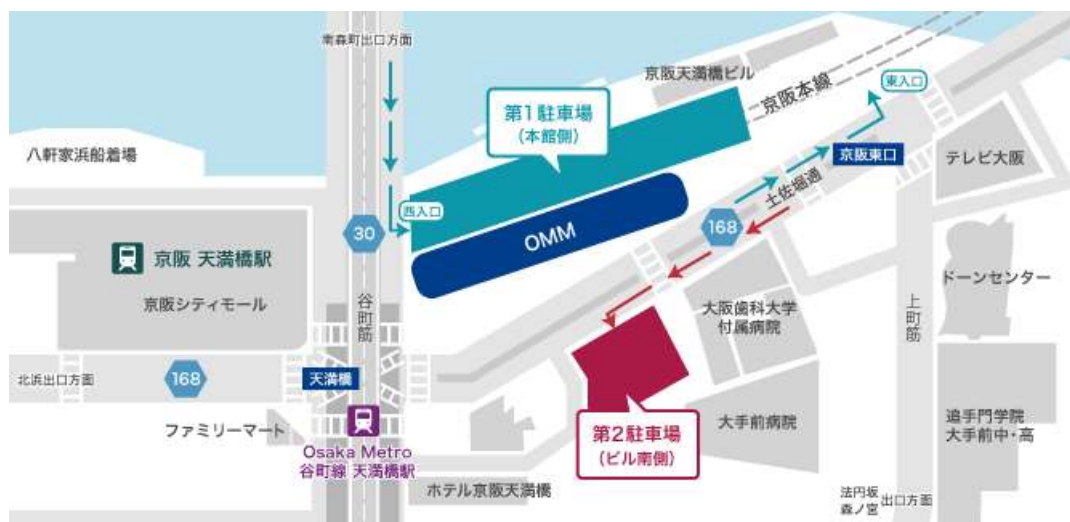 南森町出口方面
京阪天満橋ビル
京阪本線
東入口
第1駐車場
(本館側)
八軒家浜船着場
京阪東口
テレビ大阪
土佐堀通
西入口
30
OMM
168
京阪 天満橋駅
京阪シティモール
谷町筋
大阪歯科大学
付属病院
上町筋
ドーンセンター
北浜出口方面
168
天満橋
ファミリーマート
Osaka Metro
谷町線 天満橋駅
第2駐車場
(ビル南側)
大手前病院
追手門学院
大手前中・高
ホテル京阪天満橋
法円坂
森ノ宮
出口方面